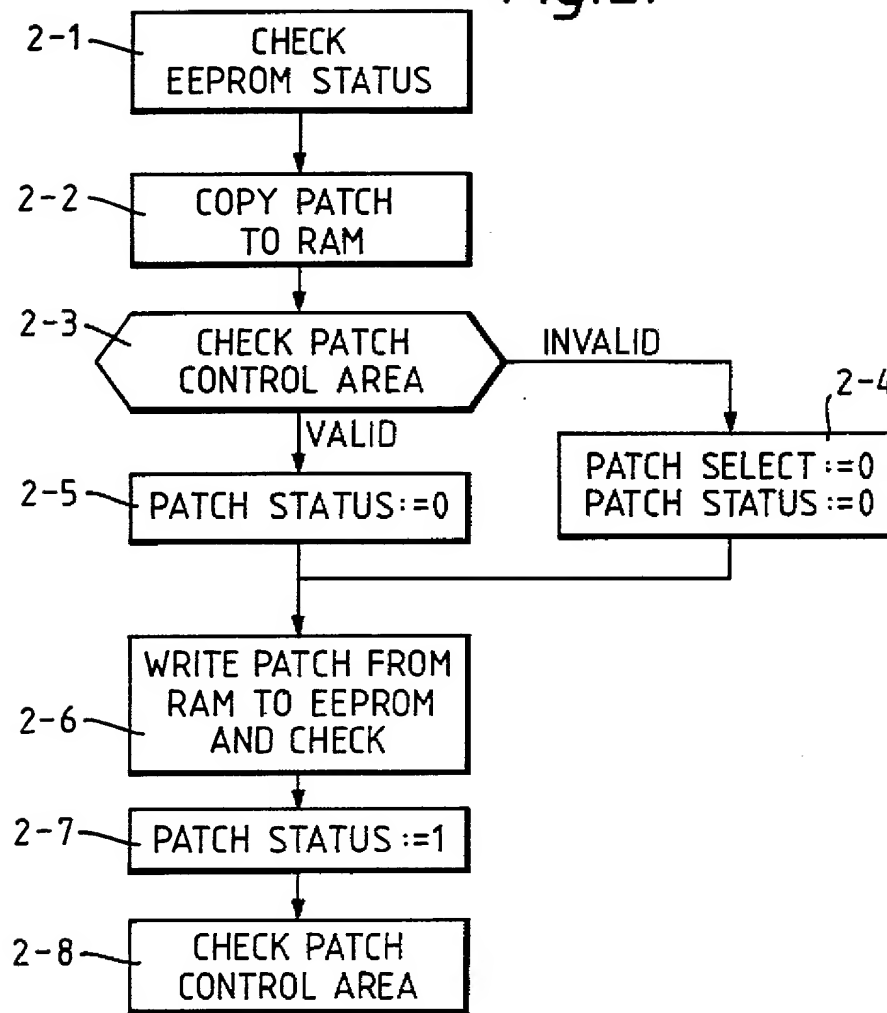 2-1
CHECK
EEPROM STATUS
2-2
COPY PATCH
TO RAM
2-3
CHECK PATCH
CONTROL AREA
INVALID
VALID
2-4
PATCH SELECT :=0
PATCH STATUS :=0
2-5
PATCH STATUS :=0
2-6
WRITE PATCH FROM
RAM TO EEPROM
AND CHECK
2-7
PATCH STATUS :=1
2-8
CHECK PATCH
CONTROL AREA